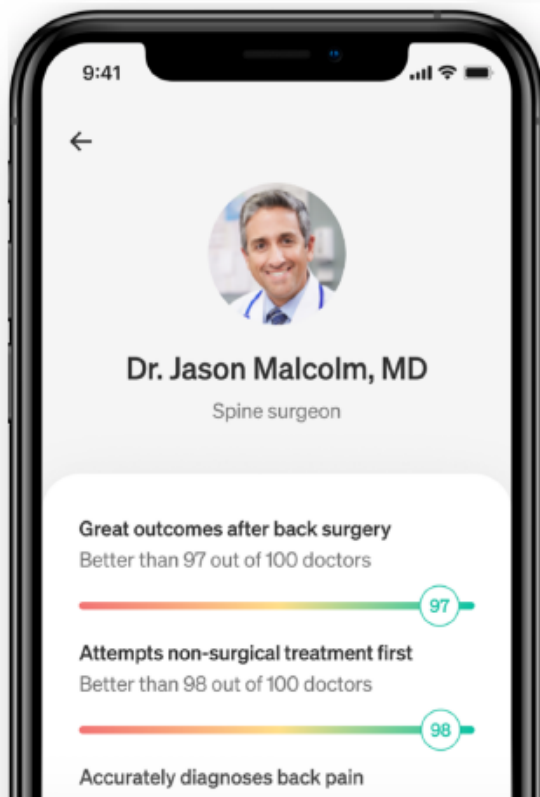 9:41
Dr. Jason Malcolm, MD
Spine surgeon
Great outcomes after back surgery
Better than 97 out of 100 doctors
97
Attempts non-surgical treatment first
Better than 98 out of 100 doctors
98
Accurately diagnoses back pain